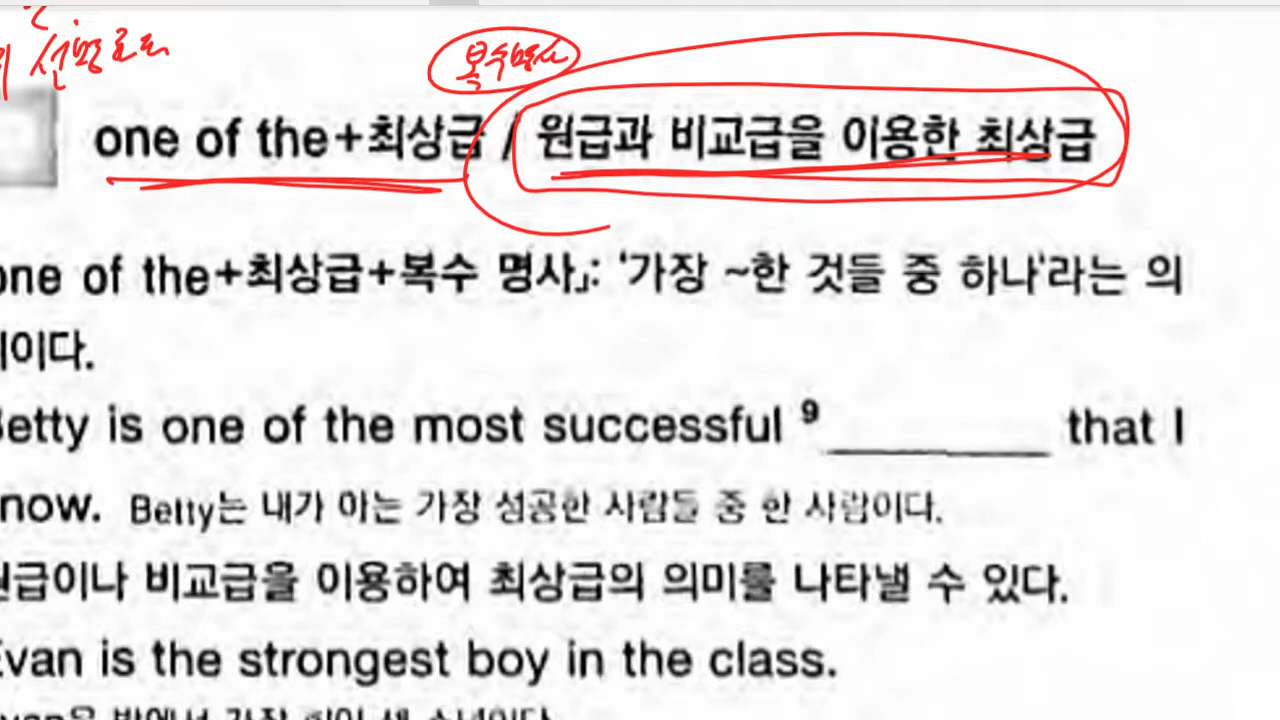 선행로드
복수명사
one of the+최상급 / 원급과 비교급을 이용한 최상급
one of the+최상급+복수 명사』: ‘가장 ~한 것들 중 하나’라는 의
이다.
Betty is one of the most successful ⁹________ that I
now. Betty는 내가 아는 가장 성공한 사람들 중 한 사람이다.
원급이나 비교급을 이용하여 최상급의 의미를 나타낼 수 있다.
Evan is the strongest boy in the class.